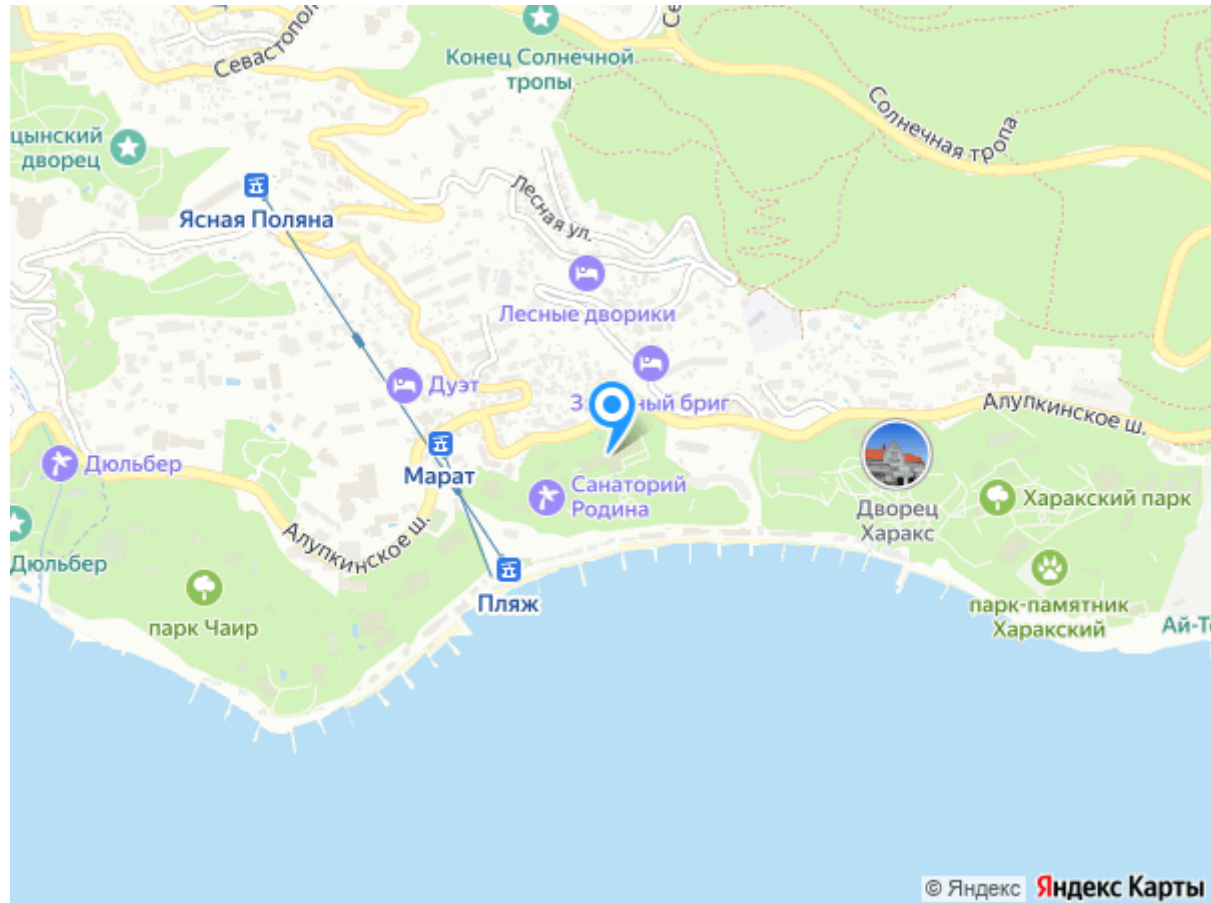 Севастопол
Се
Конец Солнечной
тропы
Солнечная тропа
цынский
дворец
Ясная Поляна
Лесная ул.
Лесные дворики
Дуэт
З
ный бриг
Алупкинское ш.
Дюльбер
Марат
Санаторий
Родина
Дворец
Харакс
Харакский парк
Алупкинское ш.
Дюльбер
парк Чаир
Пляж
парк-памятник
Харакский
Ай-Т
© Яндекс Яндекс Карты